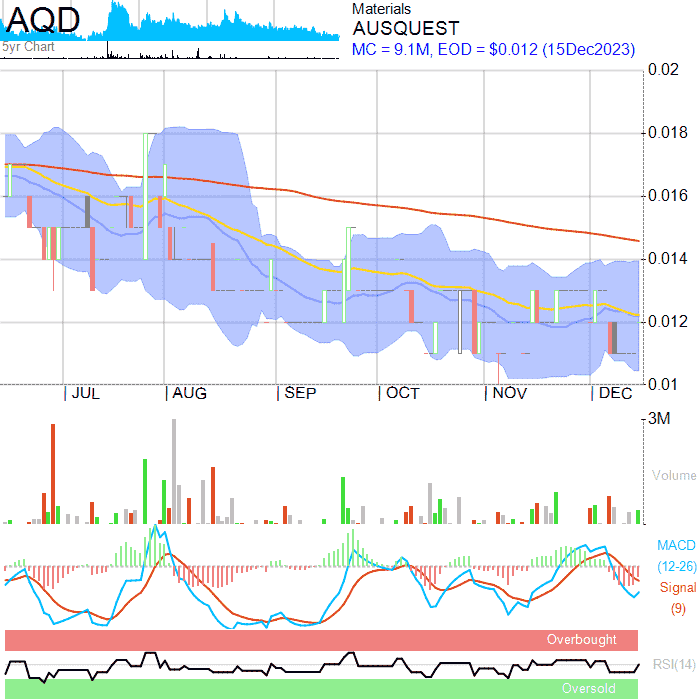 AQD
5yr Chart
Materials
AUSQUEST
MC = 9.1M, EOD = $0.012 (15Dec2023)
0.02
0.018
0.016
0.014
0.012
0.01
JUL
AUG
SEP
OCT
NOV
DEC
3M
Volume
MACD
(12-26)
Signal
(9)
Overbought
RSI(14)
Oversold